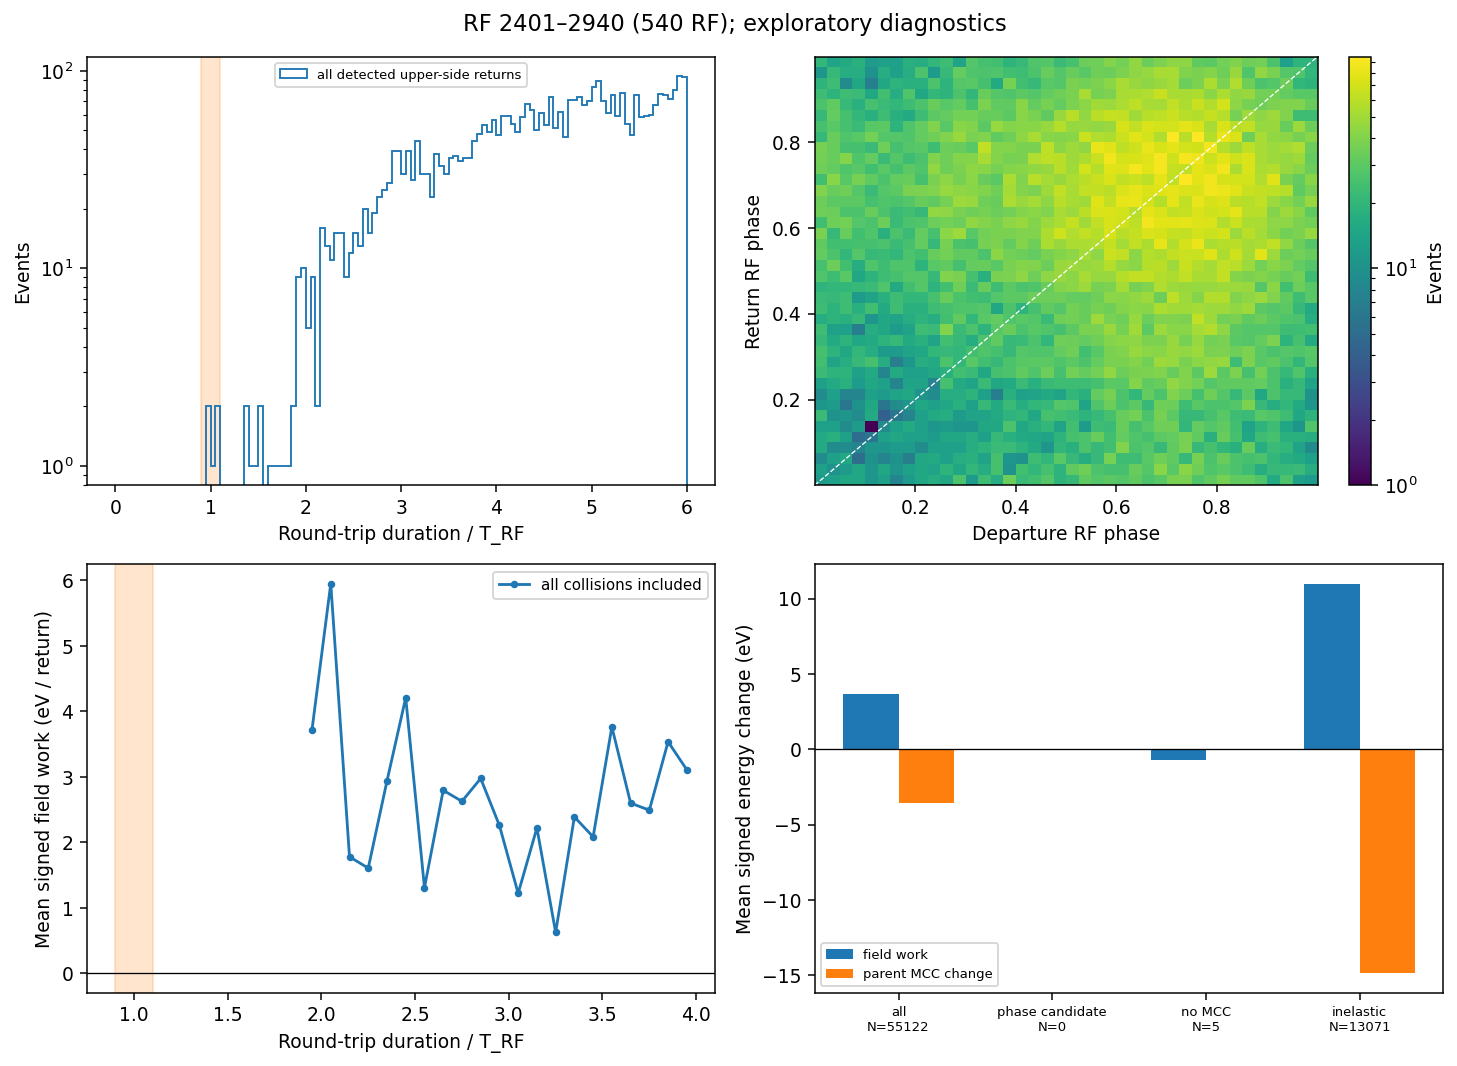 RF 2401–2940 (540 RF); exploratory diagnostics
all detected upper-side returns
Events
10²
10¹
10⁰
0
1
2
3
4
5
6
Round-trip duration / T_RF
Return RF phase
0.8
0.6
0.4
0.2
0.2
0.4
0.6
0.8
Departure RF phase
10¹
10⁰
Events
all collisions included
Mean signed field work (eV / return)
6
5
4
3
2
1
0
1.0
1.5
2.0
2.5
3.0
3.5
4.0
Round-trip duration / T_RF
Mean signed energy change (eV)
10
5
0
−5
−10
−15
field work
parent MCC change
all
N=55122
phase candidate
N=0
no MCC
N=5
inelastic
N=13071